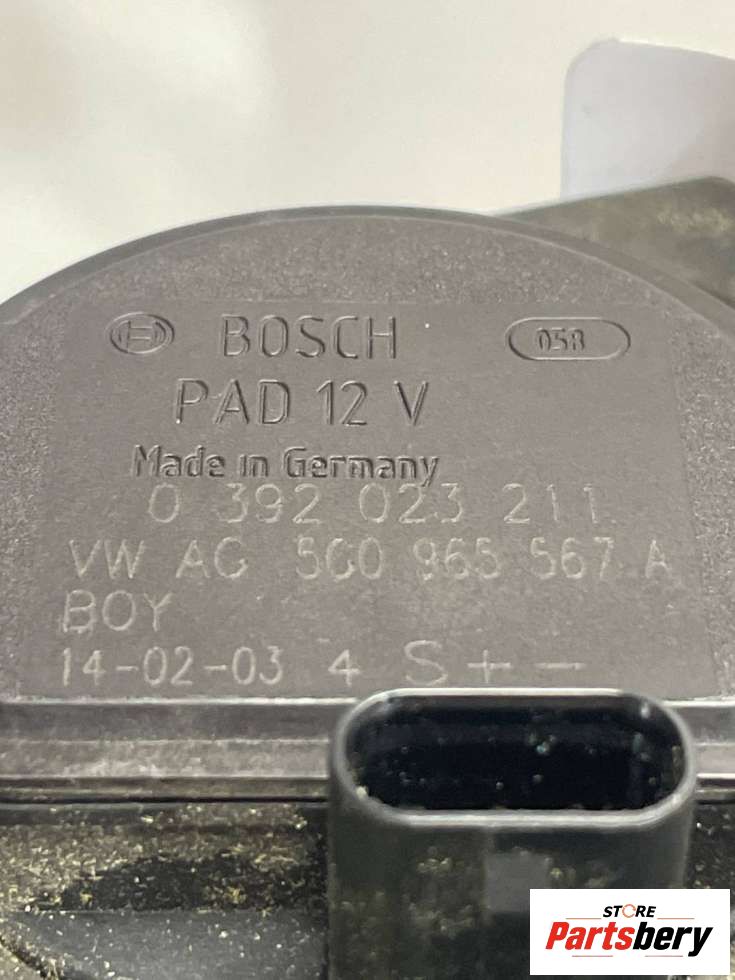 BOSCH 058
PAD 12 V
Made in Germany
0 392 023 211
VW AG 5G0 965 567 A
BOY
14-02-03 4 S + -
STORE
Partsbery